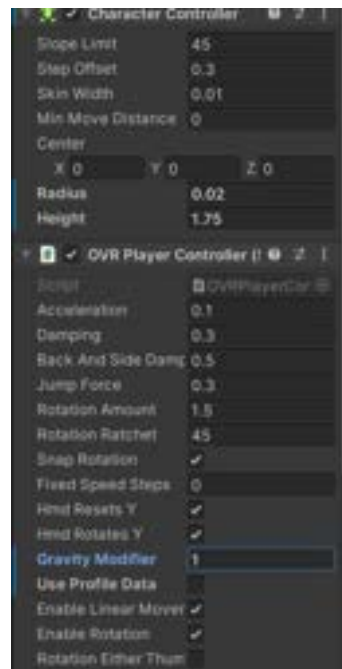 Character Controller
Slope Limit 45
Step Offset 0.3
Skin Width 0.01
Min Move Distance 0
Center
X 0 Y 0 Z 0
Radius 0.02
Height 1.75
OVR Player Controller (
Script OVRPlayerCor
Acceleration 0.1
Damping 0.3
Back And Side Damp 0.5
Jump Force 0.3
Rotation Amount 1.5
Rotation Ratchet 45
Snap Rotation
Fixed Speed Steps 0
Hmd Resets Y
Hmd Rotates Y
Gravity Modifier 1
Use Profile Data
Enable Linear Mover
Enable Rotation
Rotation Either Thum